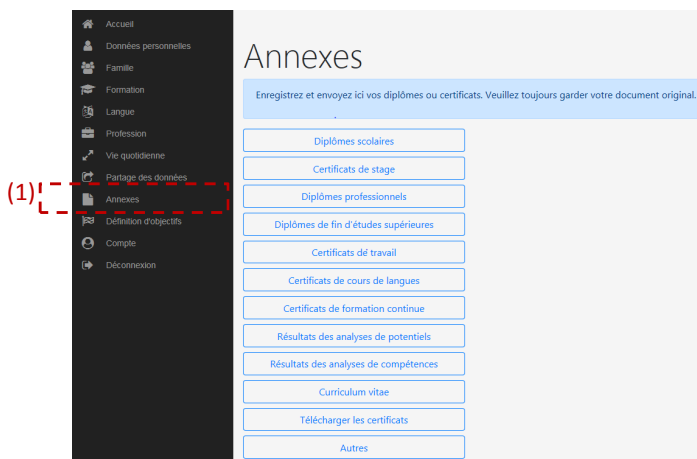 Accueil
Données personnelles
Famille
Formation
Langue
Profession
Vie quotidienne
Partage des données
(1)
Annexes
Définition d'objectifs
Compte
Déconnexion
Annexes
Enregistrez et envoyez ici vos diplômes ou certificats. Veuillez toujours garder votre document original.
Diplômes scolaires
Certificats de stage
Diplômes professionnels
Diplômes de fin d'études supérieures
Certificats de travail
Certificats de cours de langues
Certificats de formation continue
Résultats des analyses de potentiels
Résultats des analyses de compétences
Curriculum vitae
Télécharger les certificats
Autres